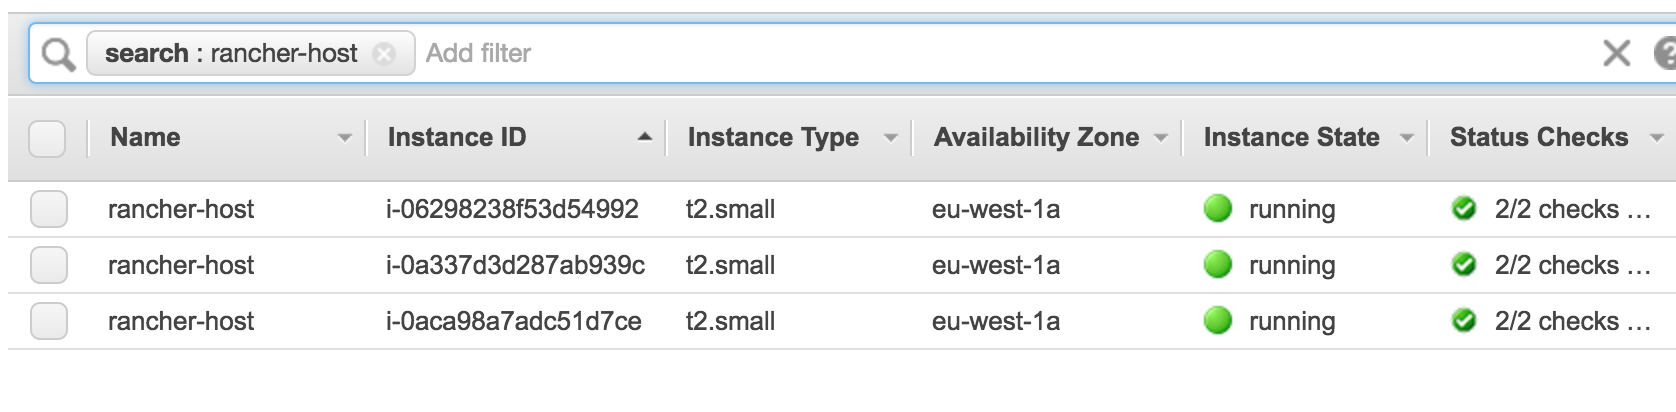 search : rancher-host Add filter
Name Instance ID Instance Type Availability Zone Instance State Status Checks
rancher-host i-06298238f53d54992 t2.small eu-west-1a running 2/2 checks ...
rancher-host i-0a337d3d287ab939c t2.small eu-west-1a running 2/2 checks ...
rancher-host i-0aca98a7adc51d7ce t2.small eu-west-1a running 2/2 checks ...